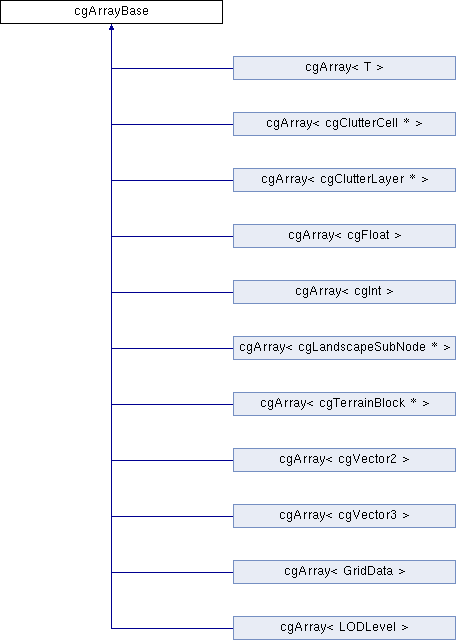 cgArrayBase
cgArray< T >
cgArray< cgClutterCell * >
cgArray< cgClutterLayer * >
cgArray< cgFloat >
cgArray< cgInt >
cgArray< cgLandscapeSubNode * >
cgArray< cgTerrainBlock * >
cgArray< cgVector2 >
cgArray< cgVector3 >
cgArray< GridData >
cgArray< LODLevel >